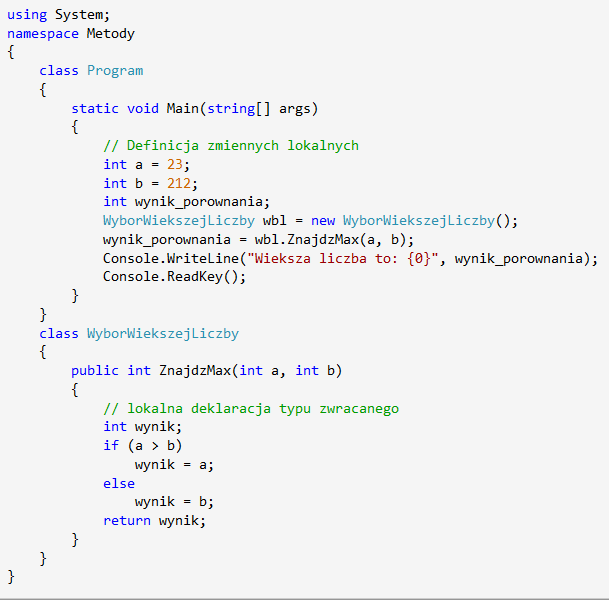 using System;
namespace Metody
{
    class Program
    {
        static void Main(string[] args)
        {
            // Definicja zmiennych lokalnych
            int a = 23;
            int b = 212;
            int wynik_porownania;
            WyborWiekszejLiczby wbl = new WyborWiekszejLiczby();
            wynik_porownania = wbl.ZnajdzMax(a, b);
            Console.WriteLine("Wieksza liczba to: {0}", wynik_porownania);
            Console.ReadKey();
        }
    }
    class WyborWiekszejLiczby
    {
        public int ZnajdzMax(int a, int b)
        {
            // lokalna deklaracja typu zwracanego
            int wynik;
            if (a > b)
                wynik = a;
            else
                wynik = b;
            return wynik;
        }
    }
}